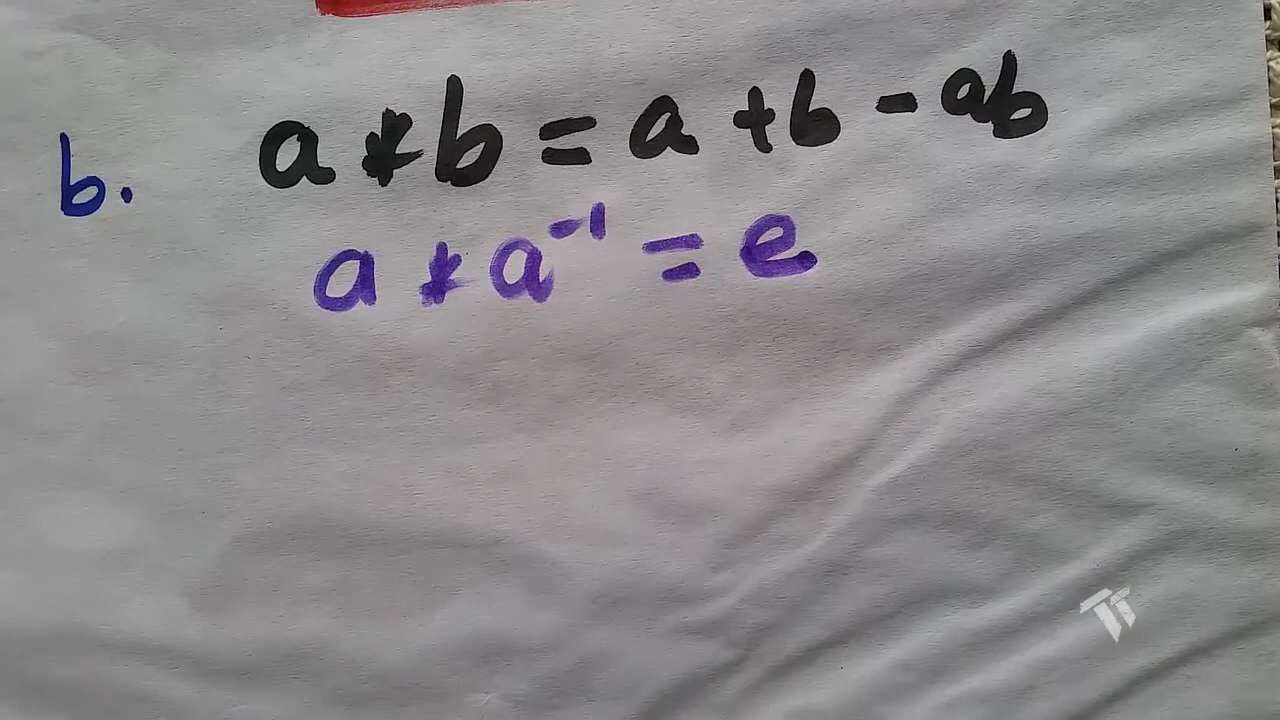 b. a * b = a + b - ab
a * a⁻¹ = e